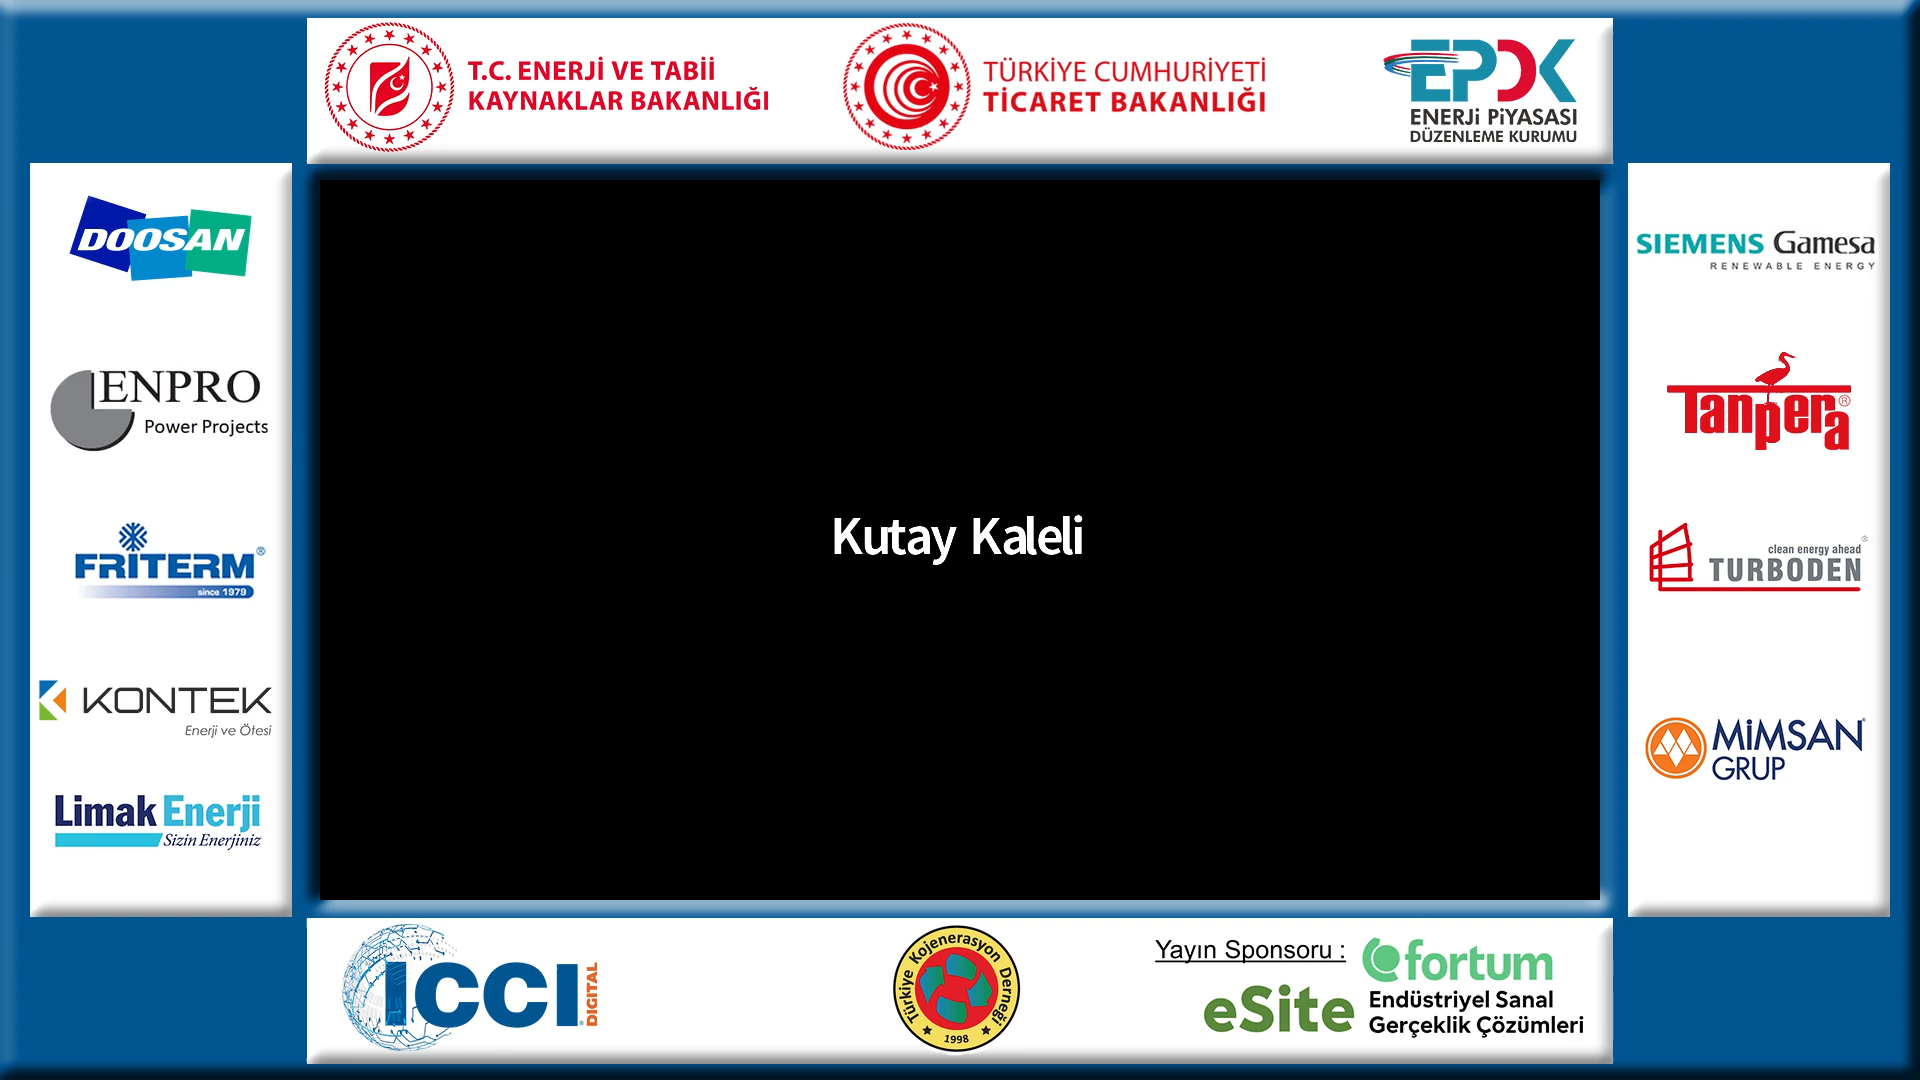 T.C. ENERJİ VE TABİİ
KAYNAKLAR BAKANLIĞI
TÜRKİYE CUMHURİYETİ
TİCARET BAKANLIĞI
EPDK
ENERJİ PİYASASI
DÜZENLEME KURUMU
DOOSAN
ENPRO
Power Projects
FRİTERM®
since 1979
KONTEK
Enerji ve Ötesi
Limak Enerji
Sizin Enerjiniz
Kutay Kaleli
SIEMENS Gamesa
RENEWABLE ENERGY
Tanpera®
clean energy ahead
TURBODEN®
MİMSAN
GRUP
ICCI DIGITAL
Türkiye Kojenerasyon Derneği
1998
Yayın Sponsoru :
fortum
eSite
Endüstriyel Sanal
Gerçeklik Çözümleri